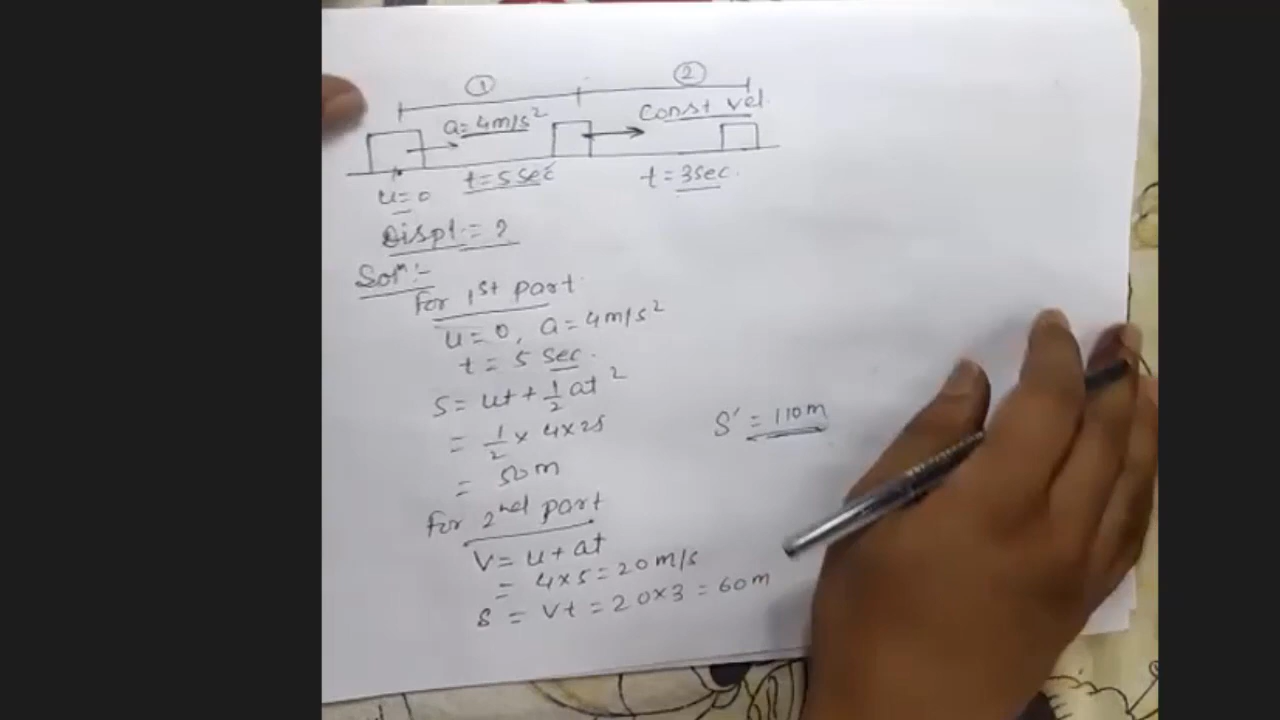 ① ②
a=4m/s² Const vel.
u=0 t=5sec t=3sec.
Displ.=?
Solⁿ:-
For 1st part
u=0, a=4m/s²
t=5 sec.
S=ut+½at²
=½×4×25
=50m
S'=110m
For 2nd part
V=u+at
=4×5=20m/s
S=Vt=20×3=60m